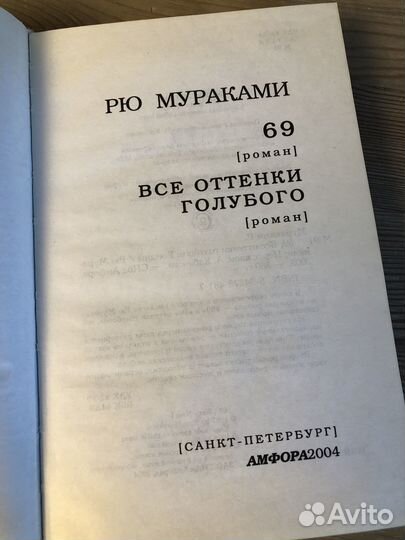 РЮ МУРАКАМИ
69
[роман]
ВСЕ ОТТЕНКИ
ГОЛУБОГО
[роман]
[САНКТ-ПЕТЕРБУРГ]
АМФОРА2004
Avito